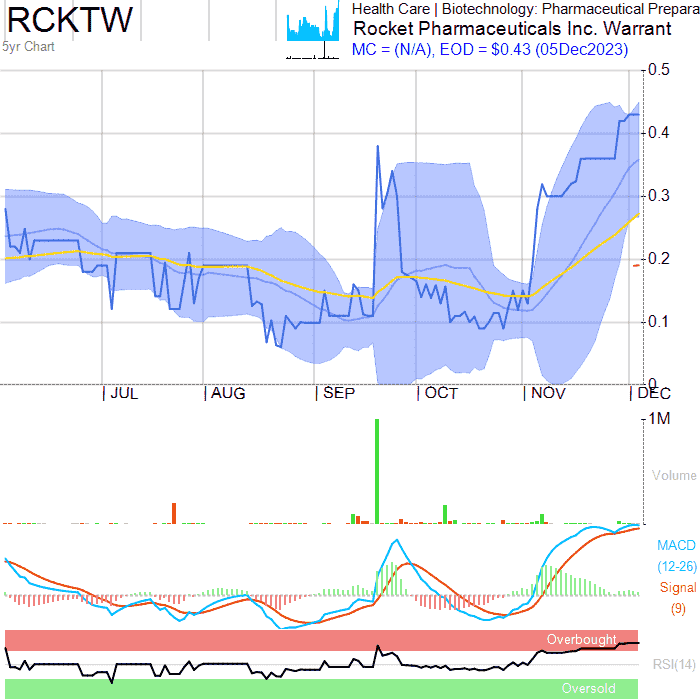 RCKTW
Health Care | Biotechnology: Pharmaceutical Prepara
Rocket Pharmaceuticals Inc. Warrant
5yr Chart
MC = (N/A), EOD = $0.43 (05Dec2023)
0.5
0.4
0.3
0.2
0.1
0
JUL
AUG
SEP
OCT
NOV
DEC
1M
Volume
MACD
(12-26)
Signal
(9)
Overbought
RSI(14)
Oversold